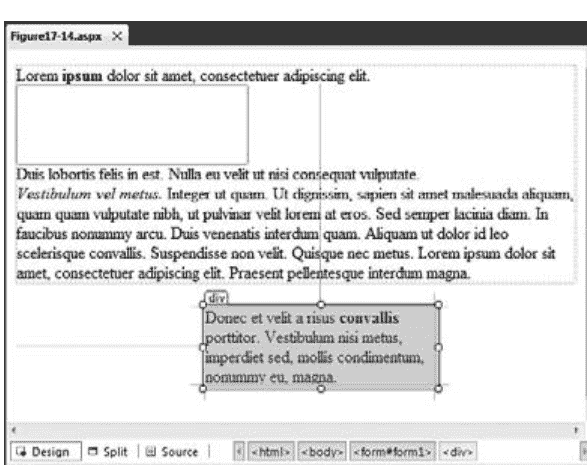 Figure17-14.aspx ×
Lorem ipsum dolor sit amet, consectetuer adipiscing elit.
Duis lobortis felis in est. Nulla eu velit ut nisi consequat vulputate.
Vestibulum vel metus. Integer ut quam. Ut dignissim, sapien sit amet malesuada aliquam,
quam quam vulputate nibh, ut pulvinar velit lorem at eros. Sed semper lacinia diam. In
faucibus nonummy arcu. Duis venenatis interdum quam. Aliquam ut dolor id leo
scelerisque convallis. Suspendisse non velit. Quisque nec metus. Lorem ipsum dolor sit
amet, consectetuer adipiscing elit. Praesent pellentesque interdum magna.
div
Donec et velit a risus convallis
porttitor. Vestibulum nisi metus,
imperdiet sed, mollis condimentum,
nonummy eu, magna.
Design Split Source <html> <body> <form#form1> <div>